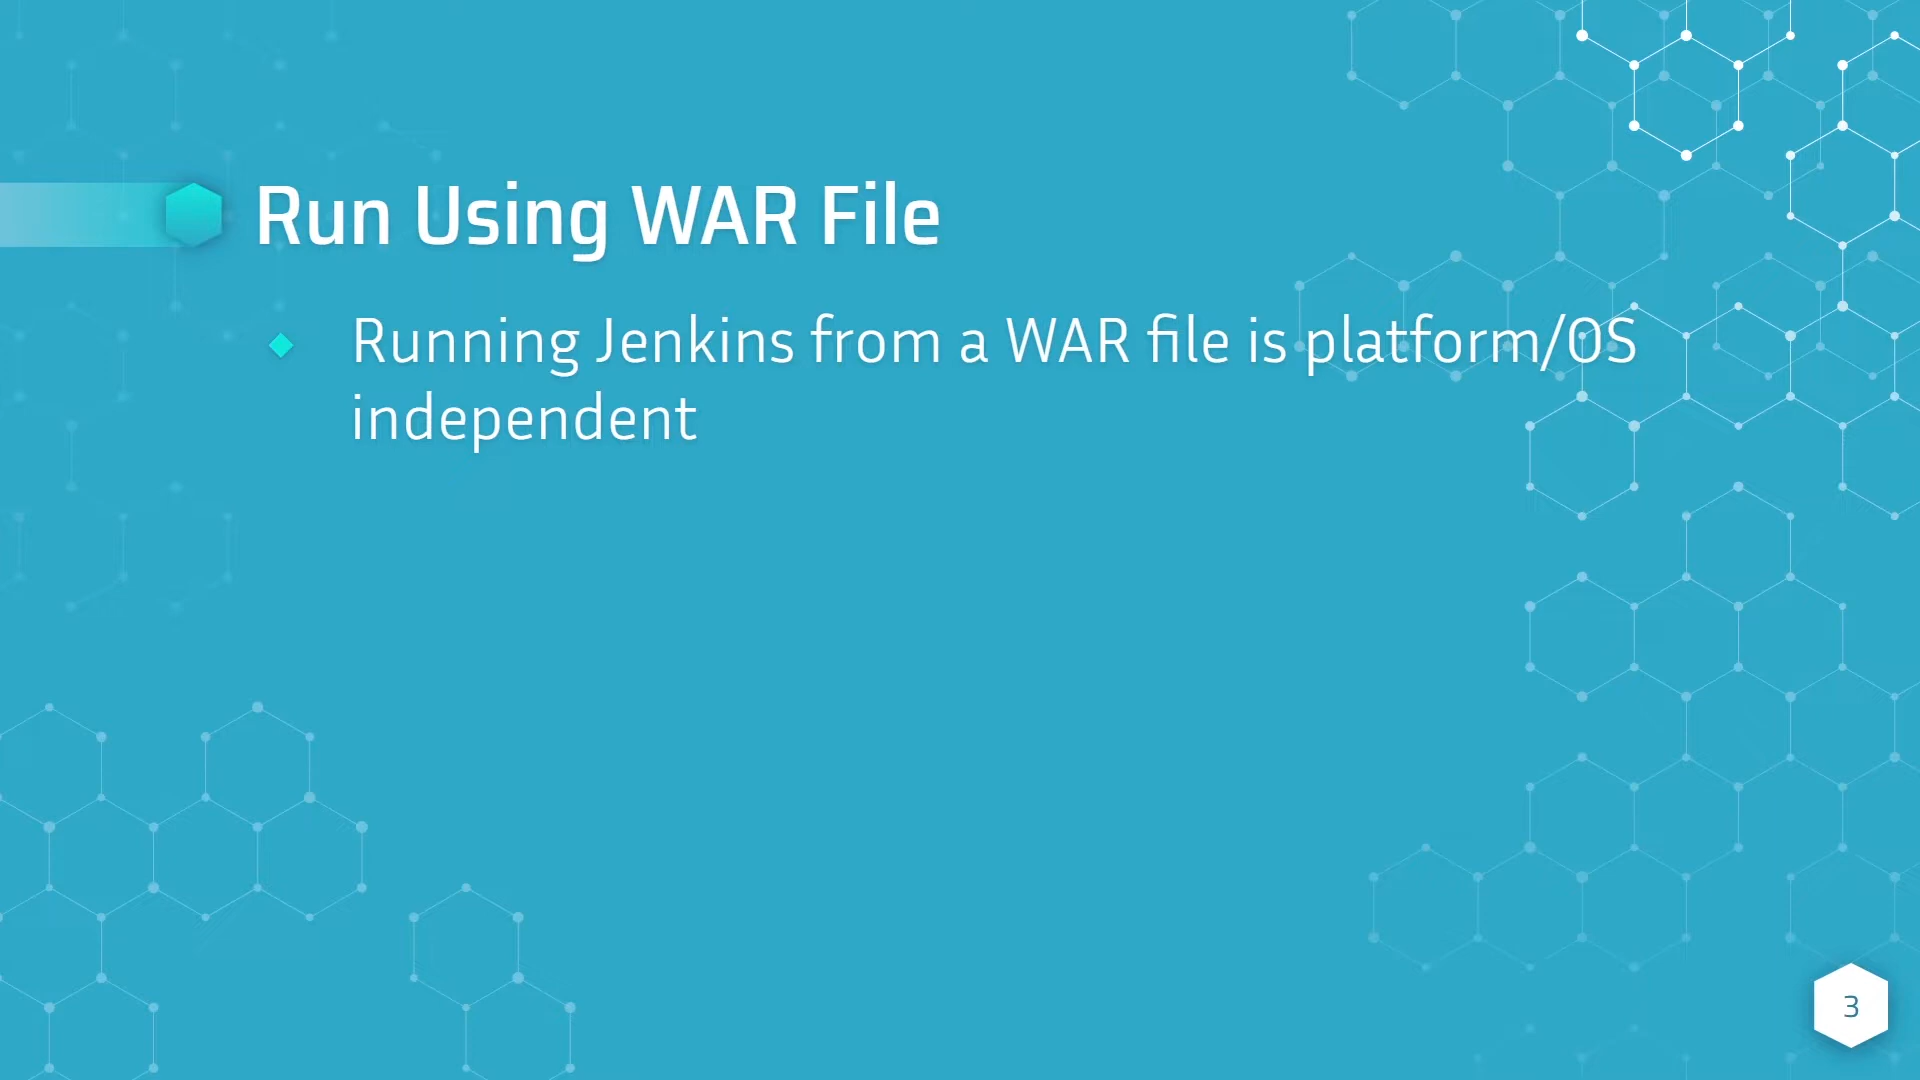 Run Using WAR File
Running Jenkins from a WAR file is platform/OS
independent
3